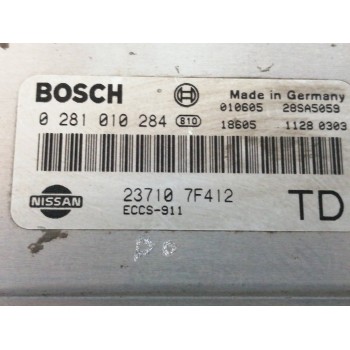 BOSCH Made in Germany
010605 28SA5059
0 281 010 284 810 18605 1128 0303
NISSAN 23710 7F412 TD
ECCS-911